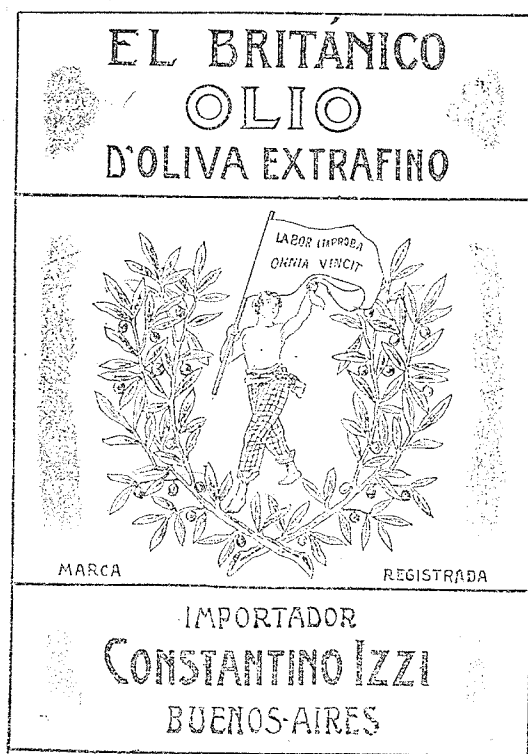 EL BRITÁNICO
OLIO
D'OLIVA EXTRAFINO
LABOR IMPROBA
OMNIA VINCIT
MARCA REGISTRADA
IMPORTADOR
CONSTANTINO IZZI
BUENOS-AIRES